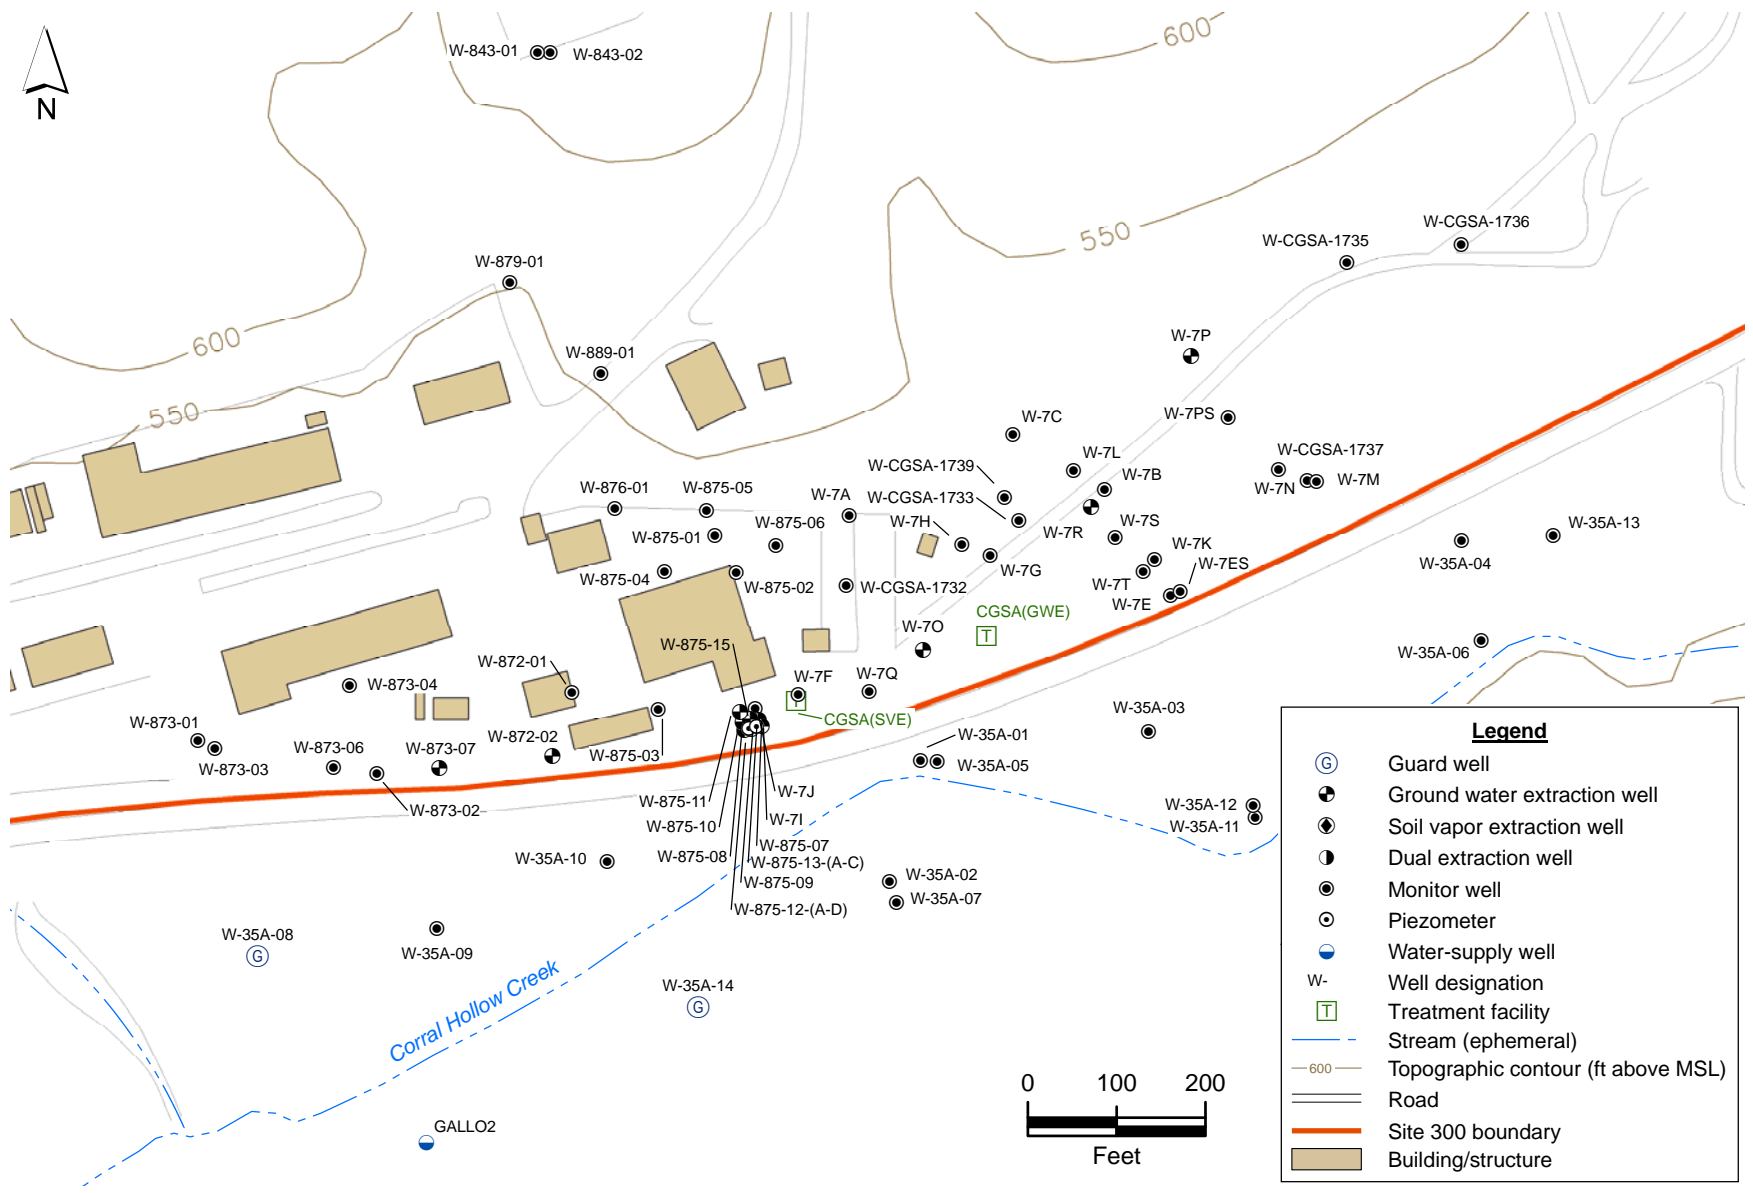 W-843-01
W-843-02
600
N
W-CGSA-1736
W-CGSA-1735
550
W-879-01
600
W-889-01
W-7P
550
W-7PS
W-7C
W-7L
W-CGSA-1737
W-CGSA-1739
W-7B
W-7N
W-7M
W-876-01
W-875-05
W-7A
W-CGSA-1733
W-875-06
W-7H
W-7R
W-7S
W-35A-13
W-875-01
W-7K
W-7ES
W-35A-04
W-875-04
W-875-02
W-CGSA-1732
W-7G
W-7T
W-7E
CGSA(GWE)
T
W-7O
W-875-15
W-35A-06
W-872-01
W-7F
W-7Q
W-873-04
T
CGSA(SVE)
W-873-01
W-873-03
W-873-06
W-873-07
W-872-02
W-875-03
W-35A-03
W-35A-01
W-35A-05
W-873-02
W-875-11
W-7J
W-875-10
W-7I
W-35A-12
W-35A-11
W-875-07
W-875-08
W-875-13-(A-C)
W-35A-10
W-875-09
W-875-12-(A-D)
W-35A-02
W-35A-07
W-35A-08
G
W-35A-09
W-35A-14
G
Corral Hollow Creek
GALLO2
0 100 200
Feet
Legend
G Guard well
Ground water extraction well
Soil vapor extraction well
Dual extraction well
Monitor well
Piezometer
Water-supply well
W- Well designation
T Treatment facility
Stream (ephemeral)
600 Topographic contour (ft above MSL)
Road
Site 300 boundary
Building/structure